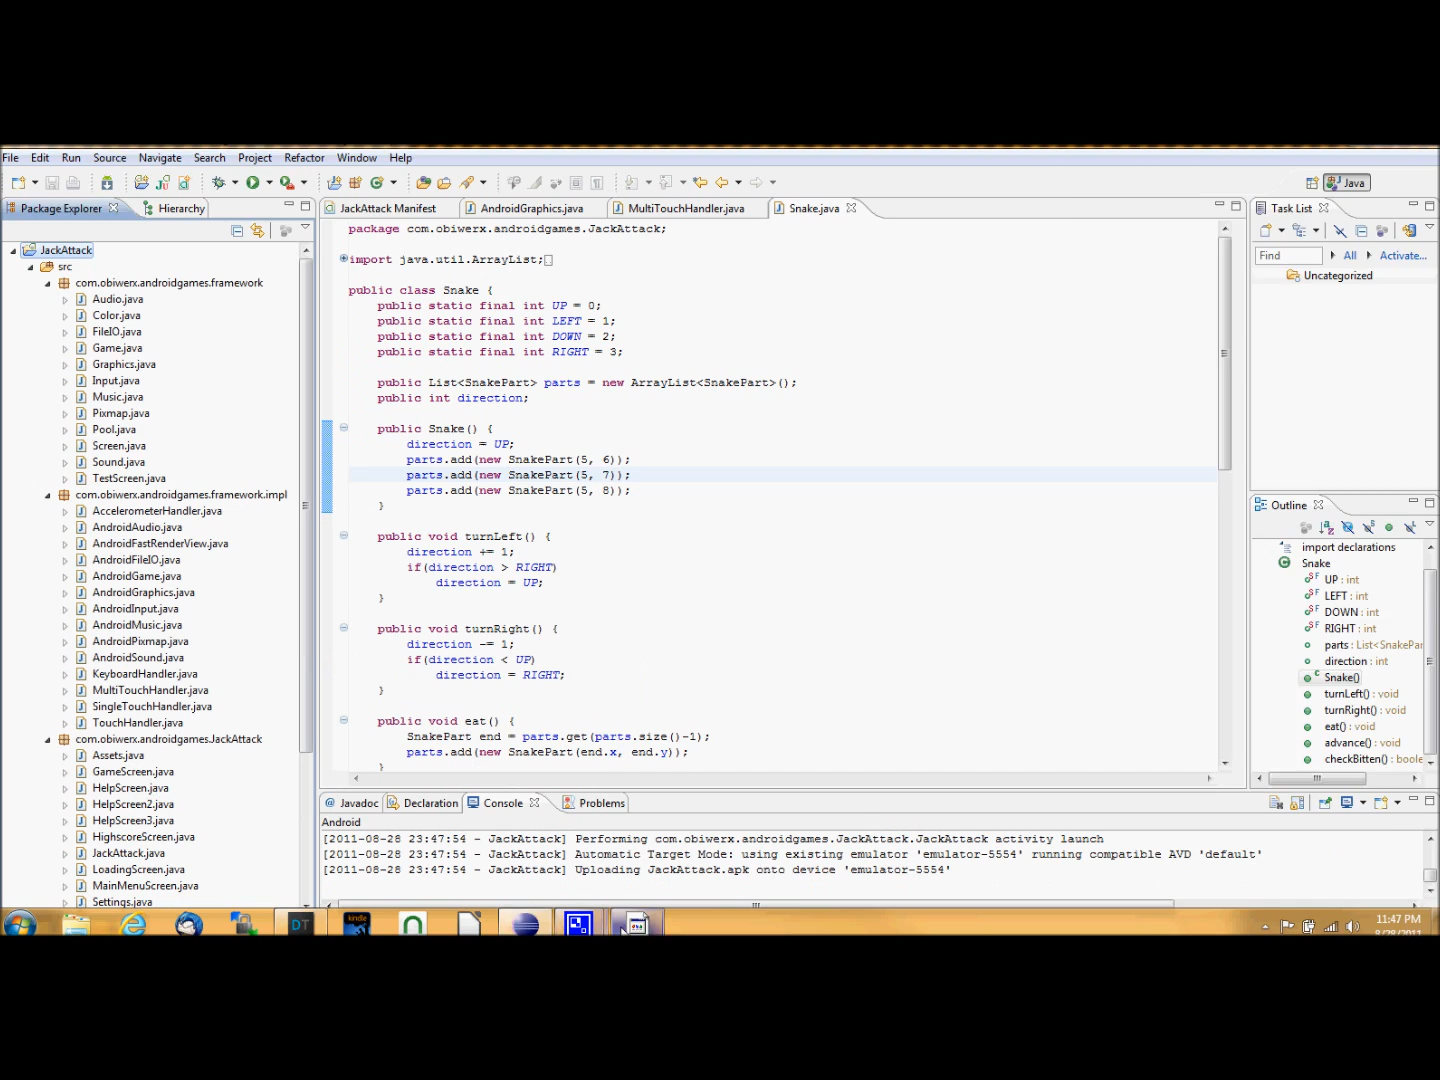 File Edit Run Source Navigate Search Project Refactor Window Help
Java
Package Explorer
Hierarchy
JackAttack
src
com.obiwerx.androidgames.framework
Audio.java
Color.java
FileIO.java
Game.java
Graphics.java
Input.java
Music.java
Pixmap.java
Pool.java
Screen.java
Sound.java
TestScreen.java
com.obiwerx.androidgames.framework.impl
AccelerometerHandler.java
AndroidAudio.java
AndroidFastRenderView.java
AndroidFileIO.java
AndroidGame.java
AndroidGraphics.java
AndroidInput.java
AndroidMusic.java
AndroidPixmap.java
AndroidSound.java
KeyboardHandler.java
MultiTouchHandler.java
SingleTouchHandler.java
TouchHandler.java
com.obiwerx.androidgames.JackAttack
Assets.java
GameScreen.java
HelpScreen.java
HelpScreen2.java
HelpScreen3.java
HighscoreScreen.java
JackAttack.java
LoadingScreen.java
MainMenuScreen.java
Settings.java
JackAttack Manifest
AndroidGraphics.java
MultiTouchHandler.java
Snake.java
package com.obiwerx.androidgames.JackAttack;
import java.util.ArrayList;
public class Snake {
public static final int UP = 0;
public static final int LEFT = 1;
public static final int DOWN = 2;
public static final int RIGHT = 3;
public List<SnakePart> parts = new ArrayList<SnakePart>();
public int direction;
public Snake() {
direction = UP;
parts.add(new SnakePart(5, 6));
parts.add(new SnakePart(5, 7));
parts.add(new SnakePart(5, 8));
}
public void turnLeft() {
direction += 1;
if(direction > RIGHT)
direction = UP;
}
public void turnRight() {
direction -= 1;
if(direction < UP)
direction = RIGHT;
}
public void eat() {
SnakePart end = parts.get(parts.size()-1);
parts.add(new SnakePart(end.x, end.y));
}
Task List
Find
All
Activate...
Uncategorized
Outline
import declarations
Snake
UP : int
LEFT : int
DOWN : int
RIGHT : int
parts : List<SnakePar
direction : int
Snake()
turnLeft() : void
turnRight() : void
eat() : void
advance() : void
checkBitten() : boole
Javadoc
Declaration
Console
Problems
Android
[2011-08-28 23:47:54 - JackAttack] Performing com.obiwerx.androidgames.JackAttack.JackAttack activity launch
[2011-08-28 23:47:54 - JackAttack] Automatic Target Mode: using existing emulator 'emulator-5554' running compatible AVD 'default'
[2011-08-28 23:47:54 - JackAttack] Uploading JackAttack.apk onto device 'emulator-5554'
DT
kindle
11:47 PM
8/28/2011